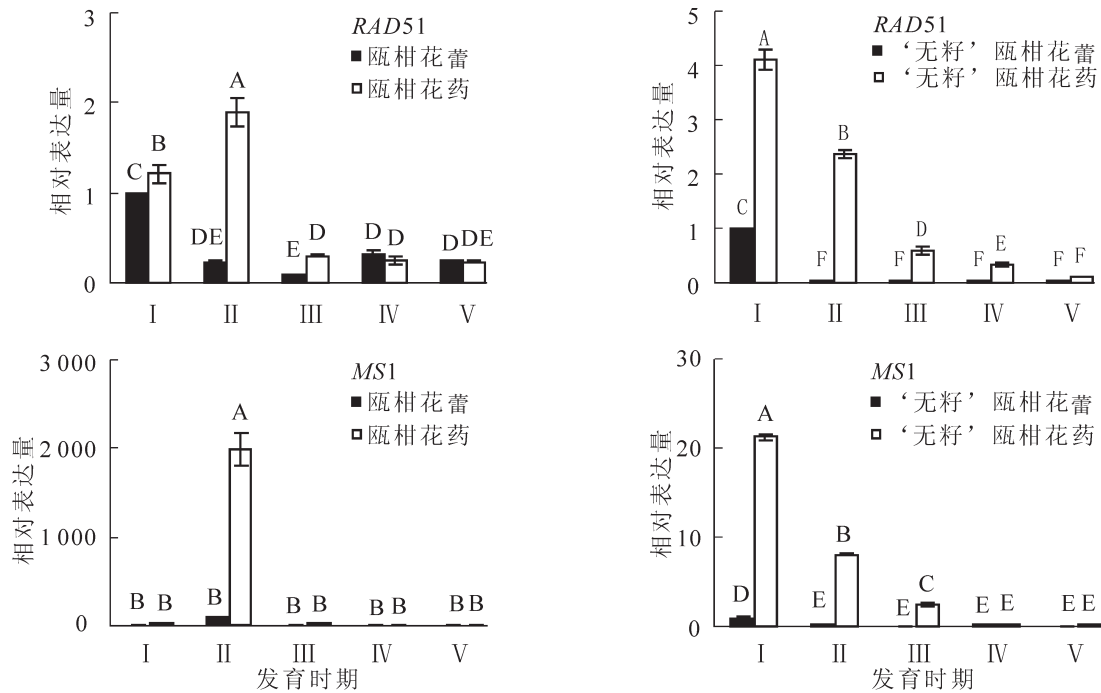 RAD51
■瓯柑花蕾
□瓯柑花药
相对表达量
3
2
1
0
C B
DE A
E D
D D
D DE
I II III IV V
RAD51
■‘无籽’瓯柑花蕾
□‘无籽’瓯柑花药
相对表达量
5
4
3
2
1
0
C A
F B
F D
F E
F F
I II III IV V
MS1
■瓯柑花蕾
□瓯柑花药
相对表达量
3 000
2 000
1 000
0
B B
B A
B B
B B
B B
I II III IV V
发育时期
MS1
■‘无籽’瓯柑花蕾
□‘无籽’瓯柑花药
相对表达量
30
20
10
0
D A
E B
E C
E E
E E
I II III IV V
发育时期